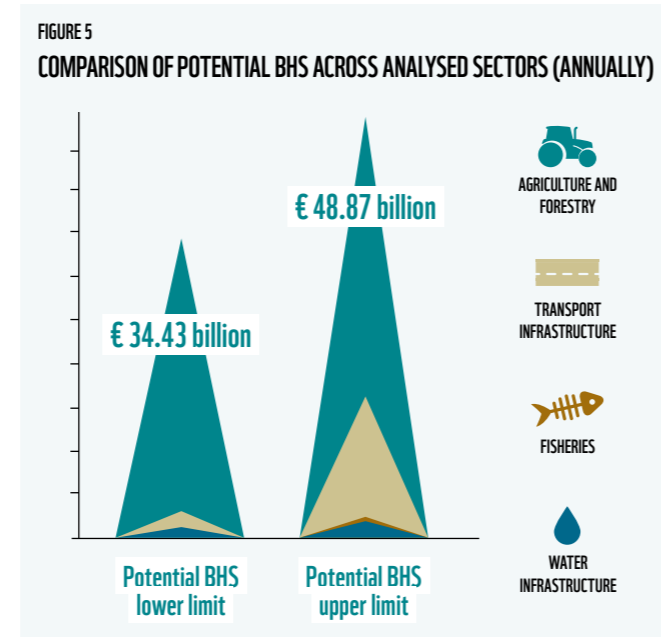 FIGURE 5
COMPARISON OF POTENTIAL BHS ACROSS ANALYSED SECTORS (ANNUALLY)
€ 34.43 billion
€ 48.87 billion
Potential BHS
lower limit
Potential BHS
upper limit
AGRICULTURE AND
FORESTRY
TRANSPORT
INFRASTRUCTURE
FISHERIES
WATER
INFRASTRUCTURE